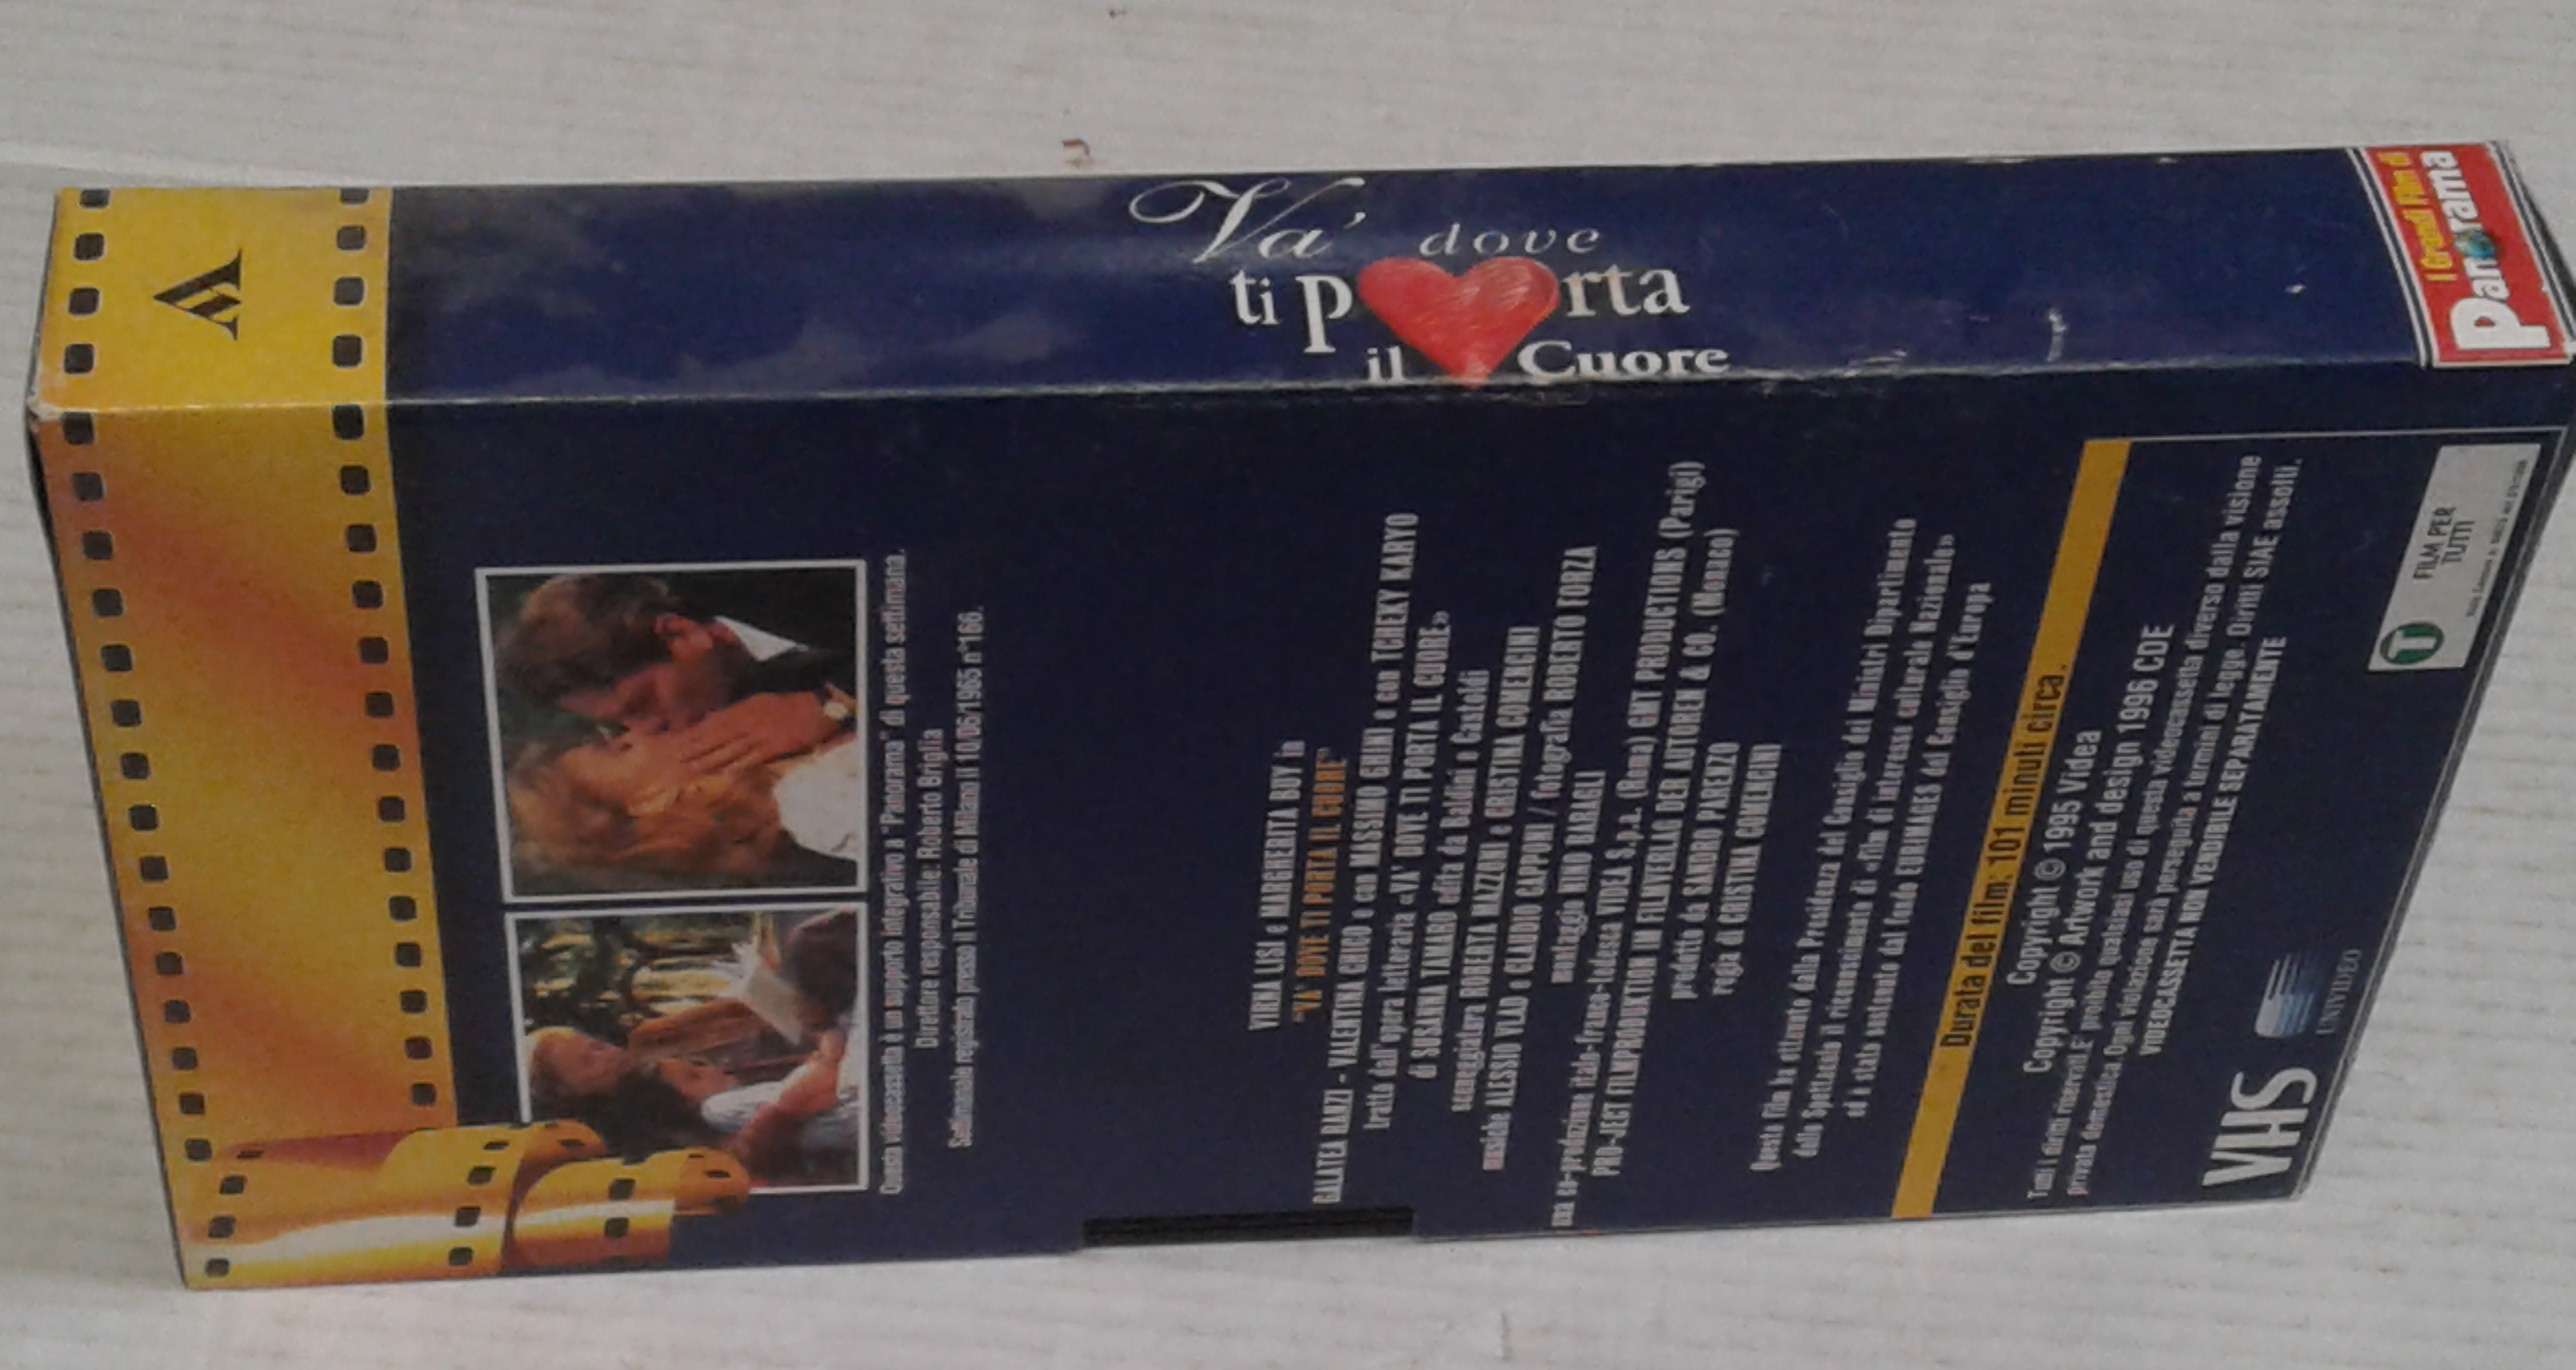 Va' dove
ti porta
il Cuore
I Grandi Film di
Panorama
Questa videocassetta è un supporto integrativo a "Panorama" di questa settimana.
Direttore responsabile: Roberto Briglia
Settimanale registrato presso il Tribunale di Milano il 10/06/1965 n°166.
VIRNA LISI e MARGHERITA BUY in
"VA' DOVE TI PORTA IL CUORE"
GALATEA RANZI - VALENTINA CHICO e con MASSIMO GHINI e con TCHEKY KARYO
tratto dall'opera letteraria «VA' DOVE TI PORTA IL CUORE»
di SUSANNA TAMARO edita da Baldini e Castoldi
sceneggiatura ROBERTA MAZZONI e CRISTINA COMENCINI
musiche ALESSIO VLAD e CLAUDIO CAPPONI / fotografia ROBERTO FORZA
montaggio NINO BARAGLI
una co-produzione italo-franco-tedesca VIDEA S.p.a. (Roma) GMT PRODUCTIONS (Parigi)
PRO-JECT FILMPRODUKTION IM FILMVERLAG DER AUTOREN & CO. (Monaco)
prodotto da SANDRO PARENZO
regia di CRISTINA COMENCINI
Questo film ha ottenuto dalla Presidenza del Consiglio dei Ministri Dipartimento
dello Spettacolo il riconoscimento di «film di interesse culturale Nazionale»
ed è stato sostenuto dal fondo EURIMAGES del Consiglio d'Europa
Durata del film: 101 minuti circa.
Copyright © 1995 Videa
Copyright © Artwork and design 1996 CDE
Tutti i diritti riservati. E' proibito qualsiasi uso di questa videocassetta diverso dalla visione
privata domestica. Ogni violazione sarà perseguita a termini di legge. Diritti SIAE assolti.
VIDEOCASSETTA NON VENDIBILE SEPARATAMENTE
VHS
UNIVIDEO
T
FILM PER
TUTTI